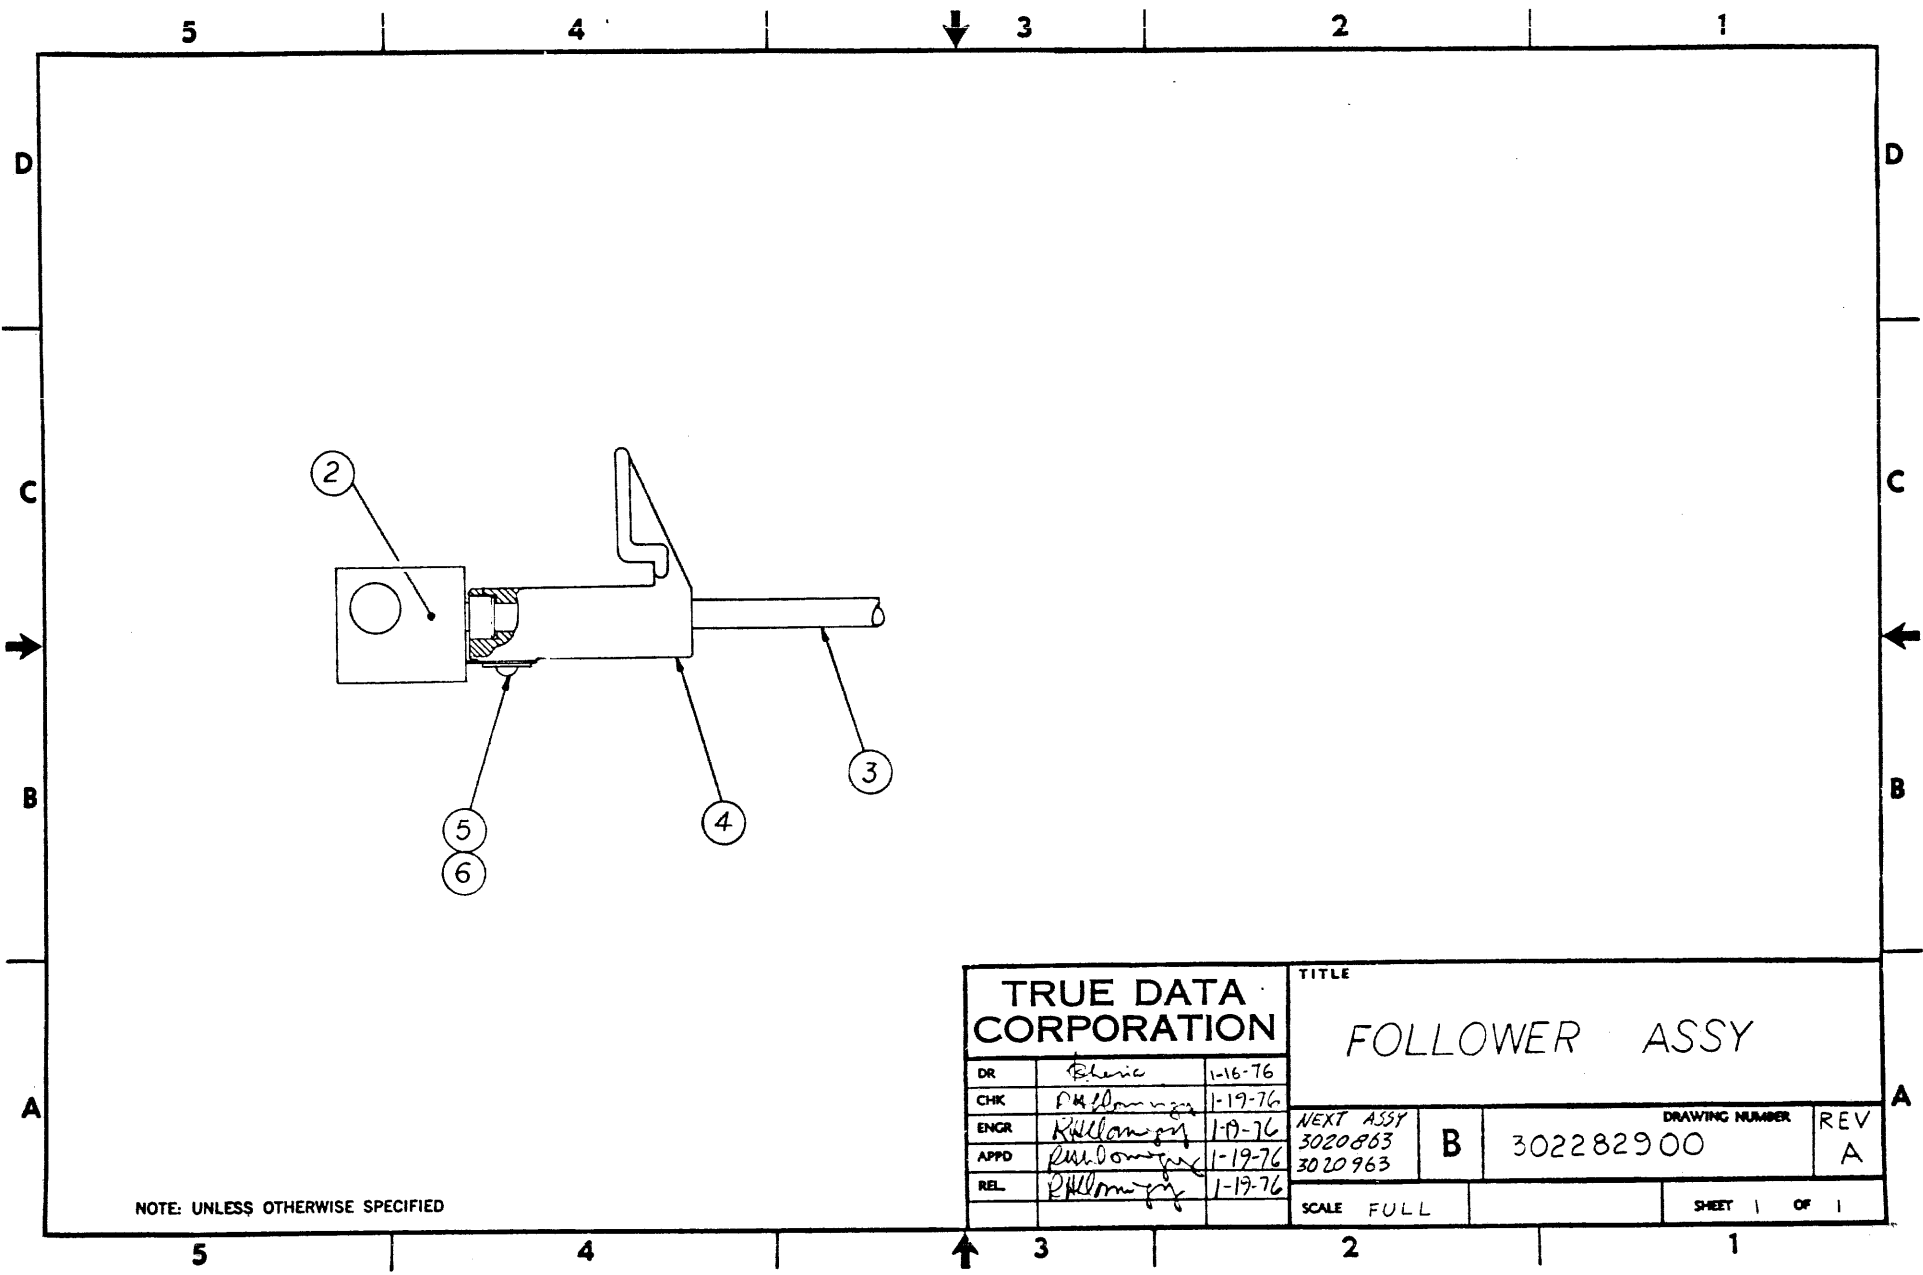 5 4 3 2 1
D D
2
C C
3
B B
5 4
6
TRUE DATA
CORPORATION
TITLE
FOLLOWER ASSY
DR 1-16-76
CHK 1-19-76
ENGR 1-19-76
APPD 1-19-76
REL. 1-19-76
A A
NEXT ASSY
3020863
3020963
B
DRAWING NUMBER
302282900
REV
A
SCALE FULL
SHEET 1 OF 1
NOTE: UNLESS OTHERWISE SPECIFIED
5 4 3 2 1